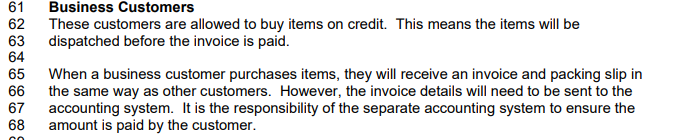 61 Business Customers
62 These customers are allowed to buy items on credit. This means the items will be
63 dispatched before the invoice is paid.
64
65 When a business customer purchases items, they will receive an invoice and packing slip in
66 the same way as other customers. However, the invoice details will need to be sent to the
67 accounting system. It is the responsibility of the separate accounting system to ensure the
68 amount is paid by the customer.